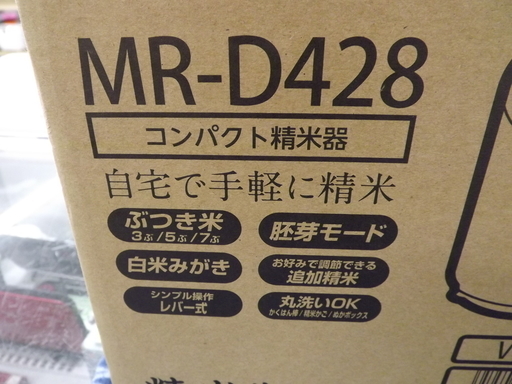 MR-D428
コンパクト精米器
自宅で手軽に精米
ぶつき米
3ぶ/5ぶ/7ぶ
胚芽モード
白米みがき
お好みで調節できる
追加精米
シンプル操作
レバー式
丸洗いOK
かくはん棒/精米かご/ぬかボックス